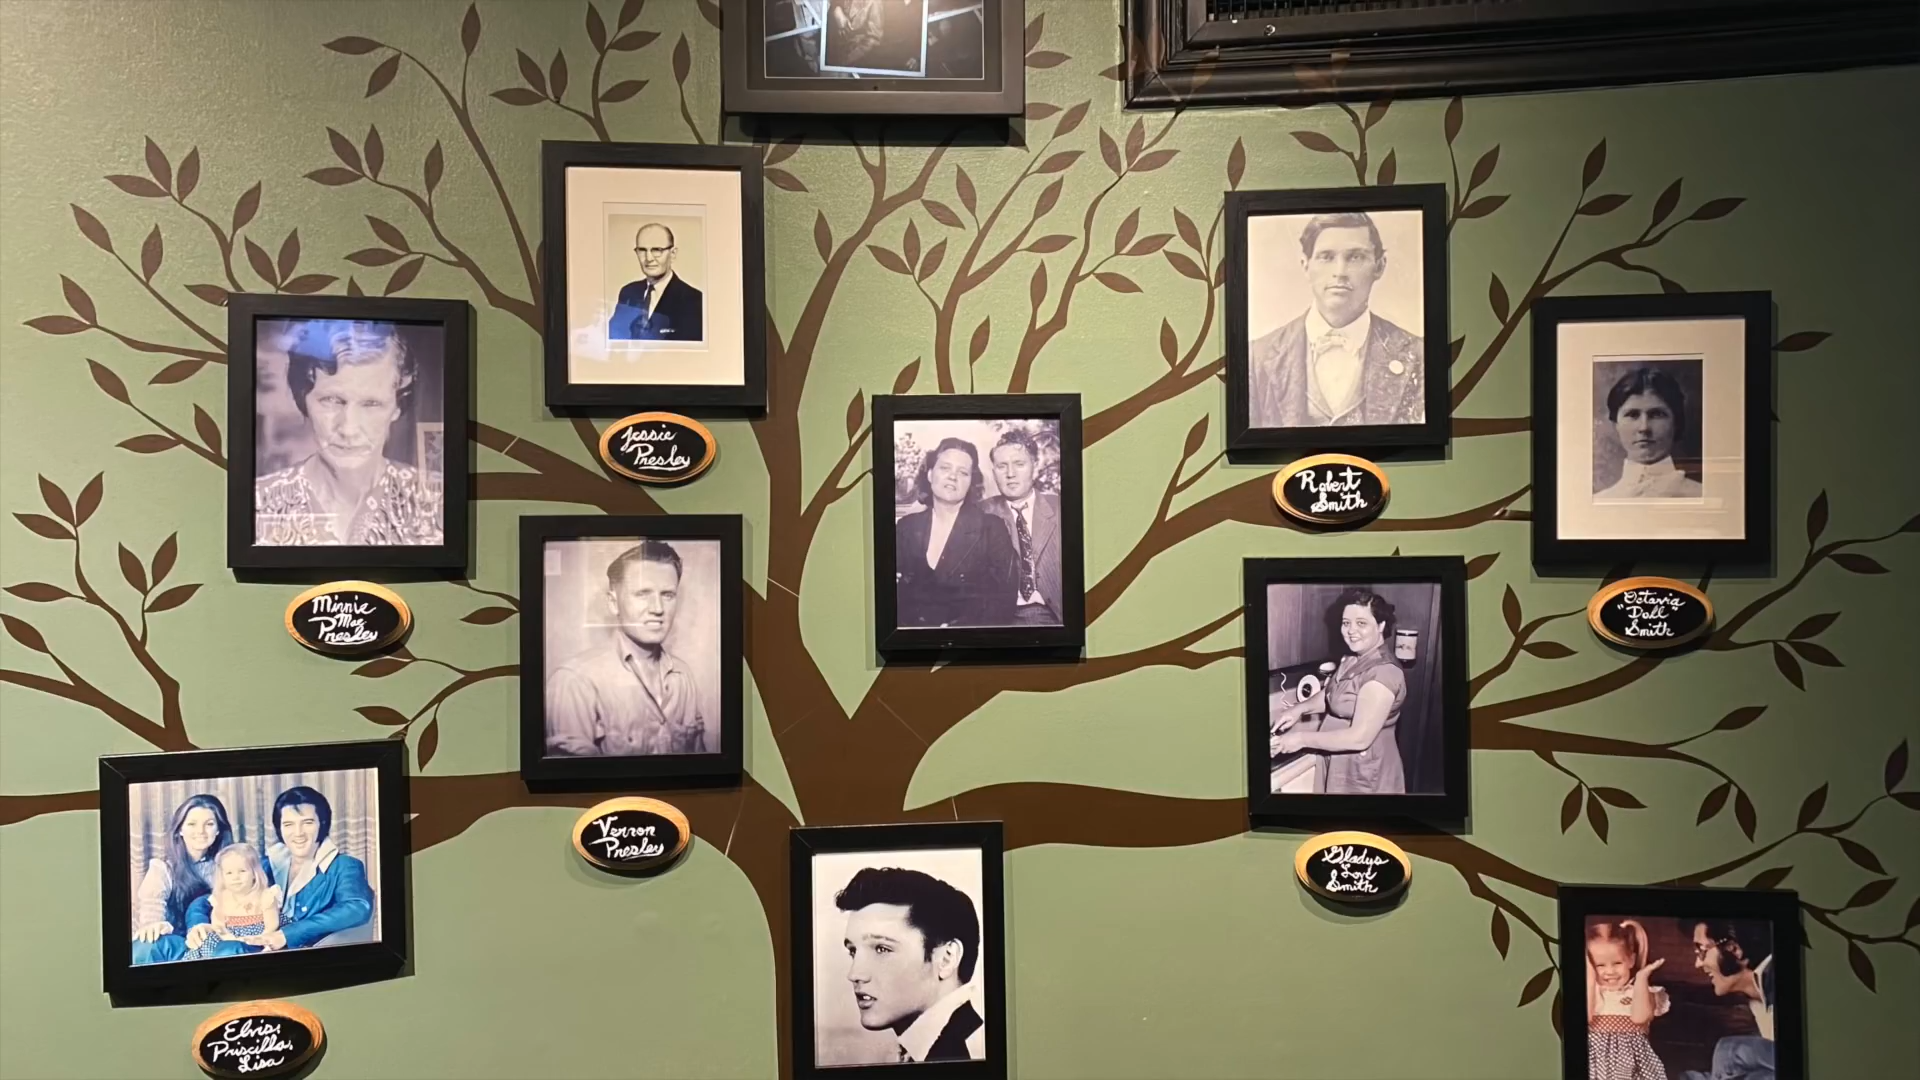 Jessie
Presley
Robert
Smith
Minnie
Mae
Presley
Octavia
"Doll"
Smith
Vernon
Presley
Gladys
Love
Smith
Elvis,
Priscilla,
Lisa